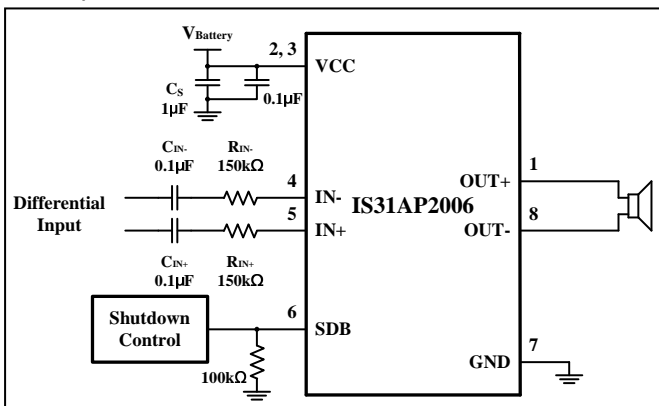 VBattery
2, 3
VCC
CS
1µF
0.1µF
CIN-
0.1µF
RIN-
150kΩ
4
IN-
Differential
Input
5
IN+
CIN+
0.1µF
RIN+
150kΩ
IS31AP2006
1
OUT+
8
OUT-
Shutdown
Control
6
SDB
100kΩ
7
GND